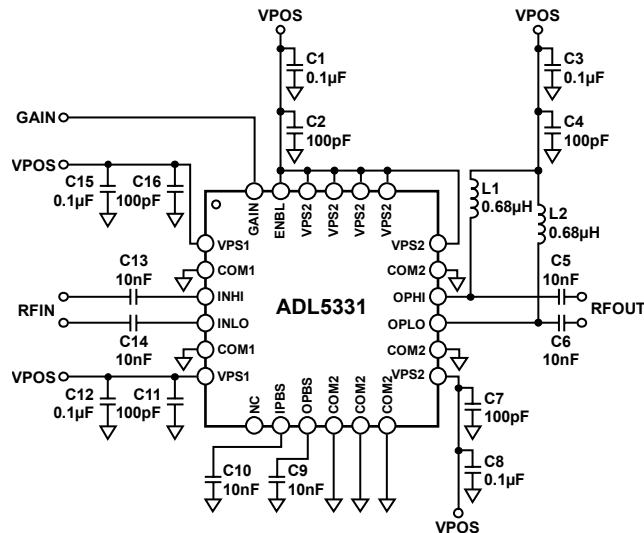 VPOS
VPOS
C1
0.1µF
C3
0.1µF
C2
100pF
C4
100pF
GAIN
VPOS
C15
0.1µF
C16
100pF
L1
0.68µH
L2
0.68µH
GAIN
ENBL
VPS2
VPS2
VPS2
VPS2
VPS1
VPS2
COM1
COM2
C13
10nF
C5
10nF
INHI
OPHI
RFIN
ADL5331
RFOUT
INLO
OPLO
C14
10nF
C6
10nF
COM1
COM2
VPOS
VPS1
VPS2
C12
0.1µF
C11
100pF
NC
IPBS
OPBS
COM2
COM2
COM2
C7
100pF
C10
10nF
C9
10nF
C8
0.1µF
VPOS